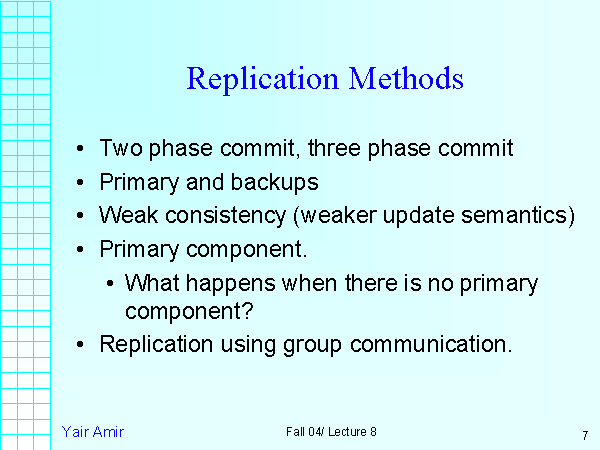 Replication Methods
• Two phase commit, three phase commit
• Primary and backups
• Weak consistency (weaker update semantics)
• Primary component.
• What happens when there is no primary
component?
• Replication using group communication.
Yair Amir
Fall 04/ Lecture 8
7